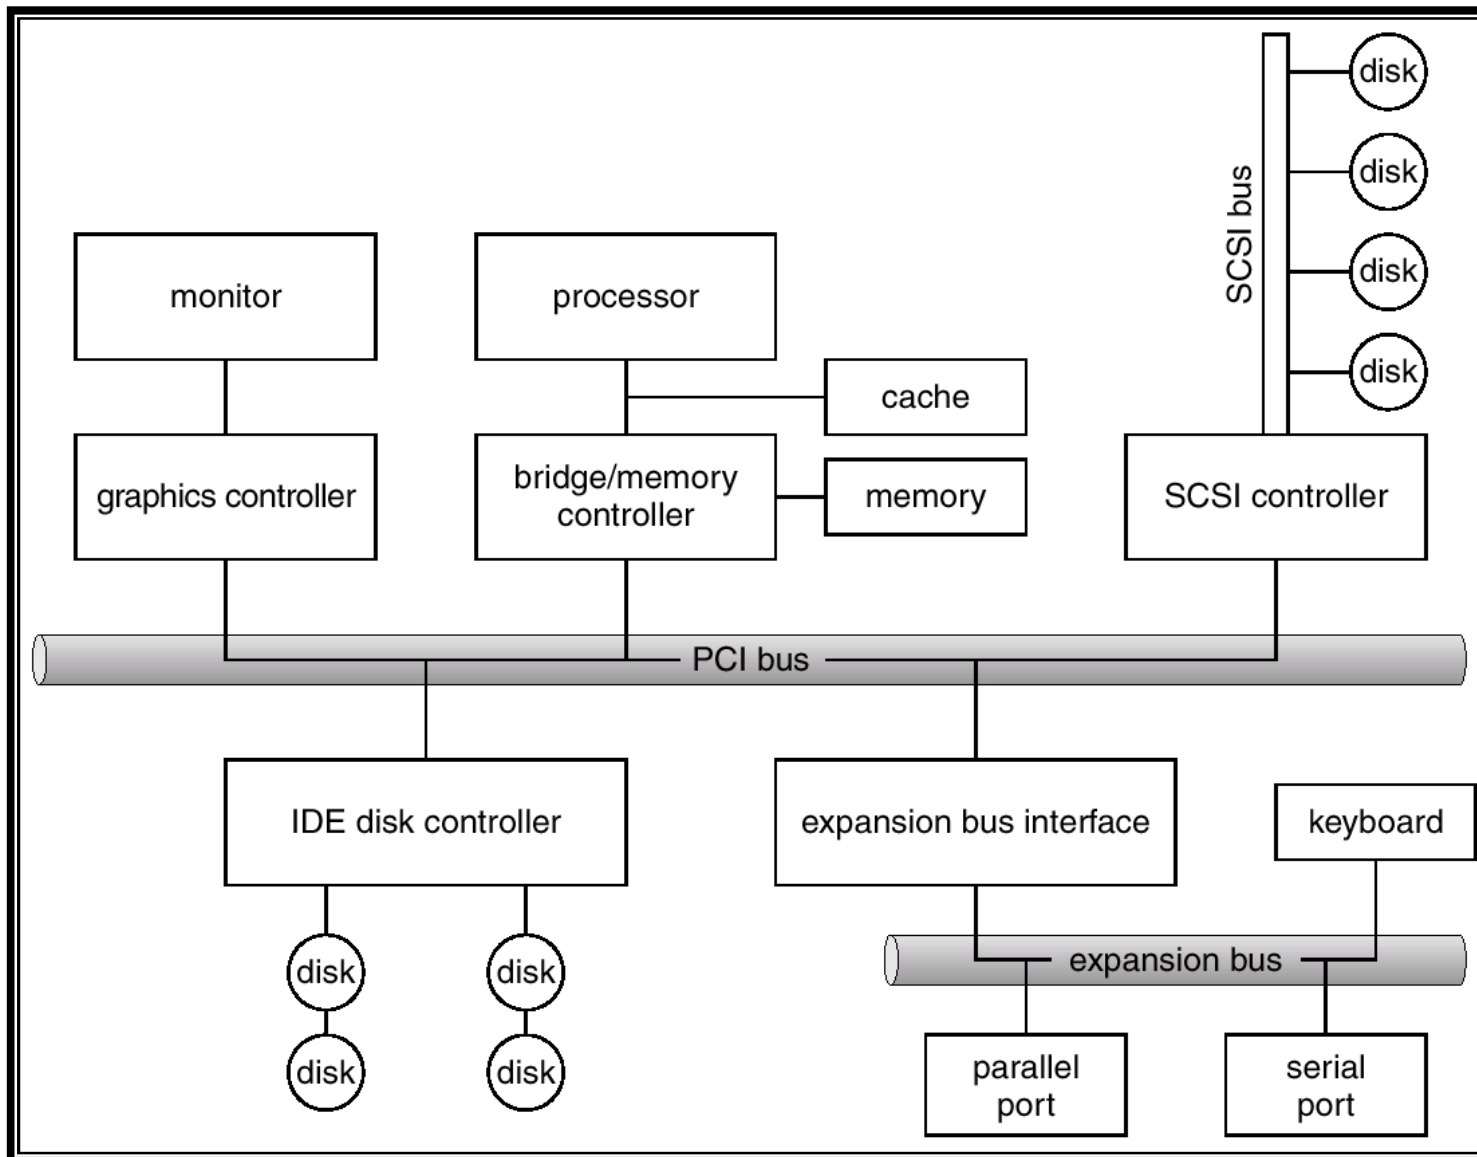 disk
disk
SCSI bus
disk
disk
monitor
processor
cache
graphics controller
bridge/memory
controller
memory
SCSI controller
PCI bus
IDE disk controller
expansion bus interface
keyboard
disk
disk
expansion bus
disk
disk
parallel
port
serial
port